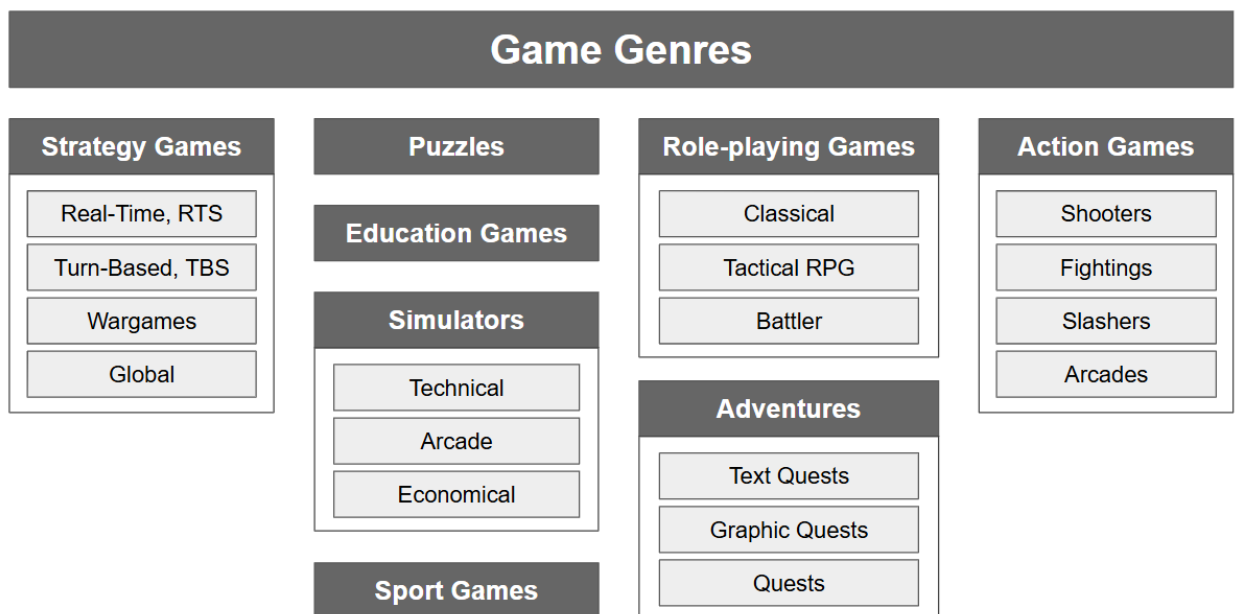 Game Genres
Strategy Games
Real-Time, RTS
Turn-Based, TBS
Wargames
Global
Puzzles
Education Games
Simulators
Technical
Arcade
Economical
Sport Games
Role-playing Games
Classical
Tactical RPG
Battler
Adventures
Text Quests
Graphic Quests
Quests
Action Games
Shooters
Fightings
Slashers
Arcades